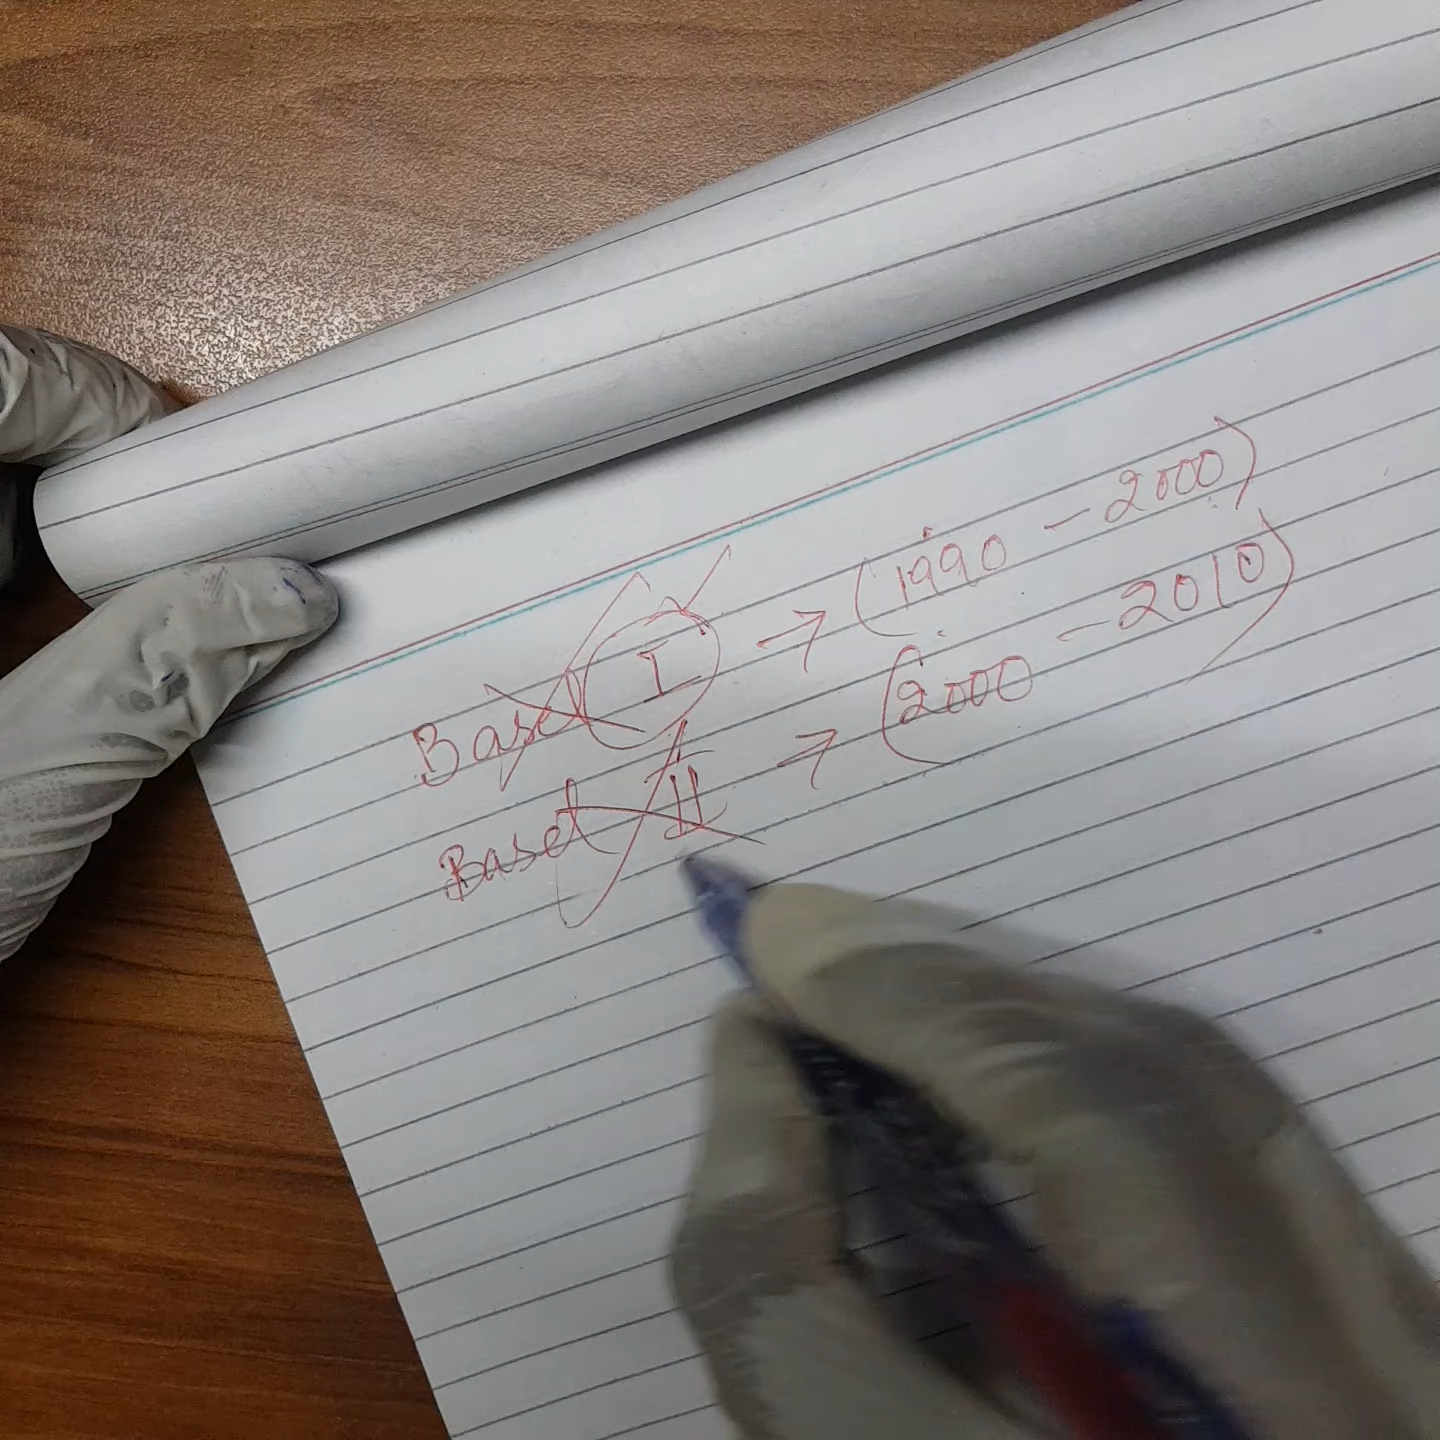 Basel I → (1990 - 2000)
Basel II → (2000 - 2010)